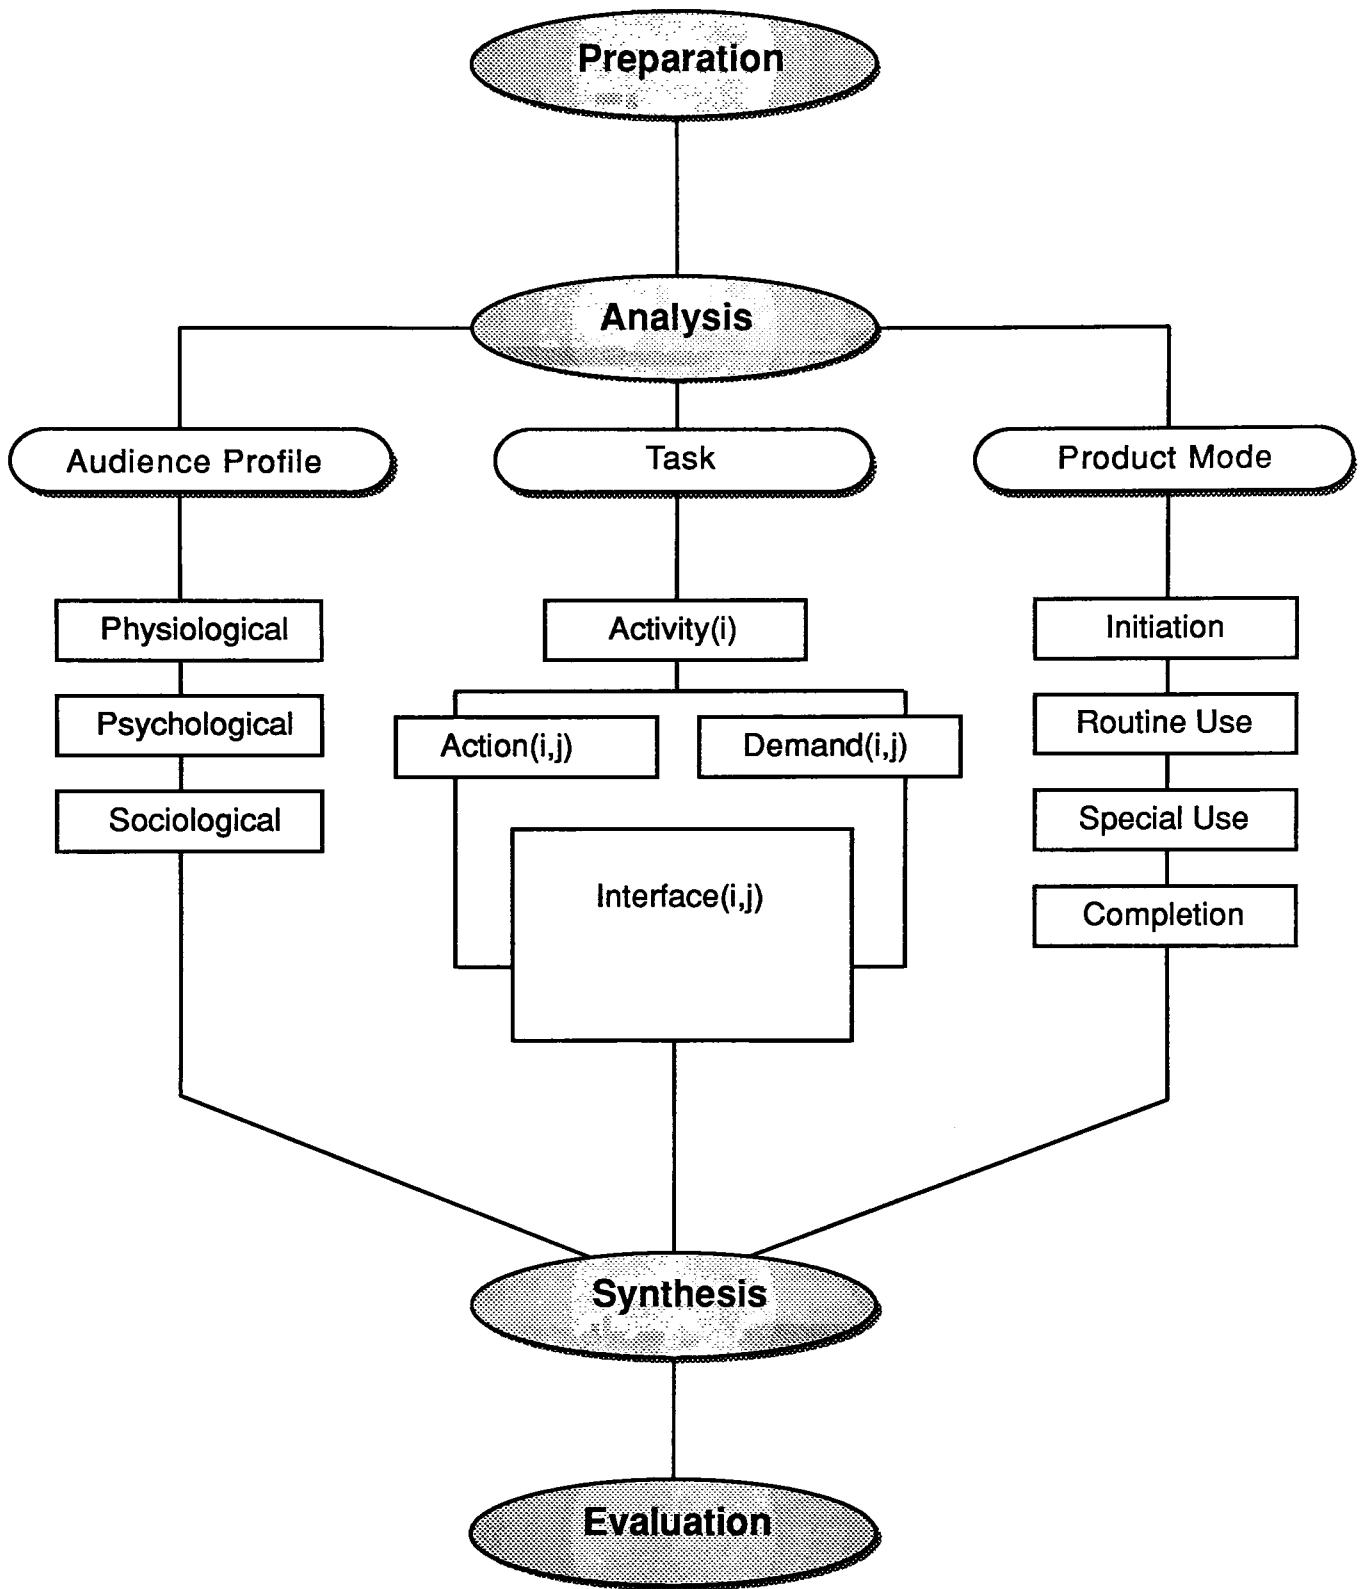 Preparation
Analysis
Audience Profile
Task
Product Mode
Physiological
Psychological
Sociological
Activity(i)
Action(i,j)
Demand(i,j)
Interface(i,j)
Initiation
Routine Use
Special Use
Completion
Synthesis
Evaluation